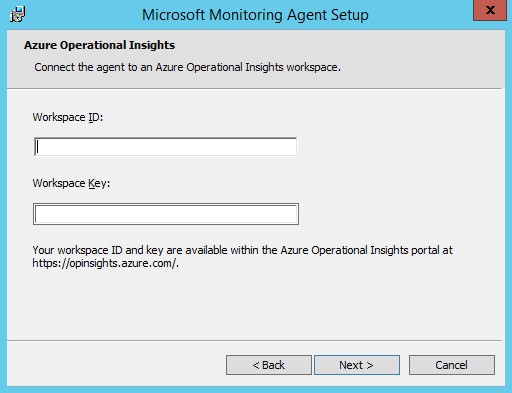 Microsoft Monitoring Agent Setup
x
Azure Operational Insights
Connect the agent to an Azure Operational Insights workspace.
Workspace ID:
Workspace Key:
Your workspace ID and key are available within the Azure Operational Insights portal at
https://opinsights.azure.com/.
< Back Next > Cancel